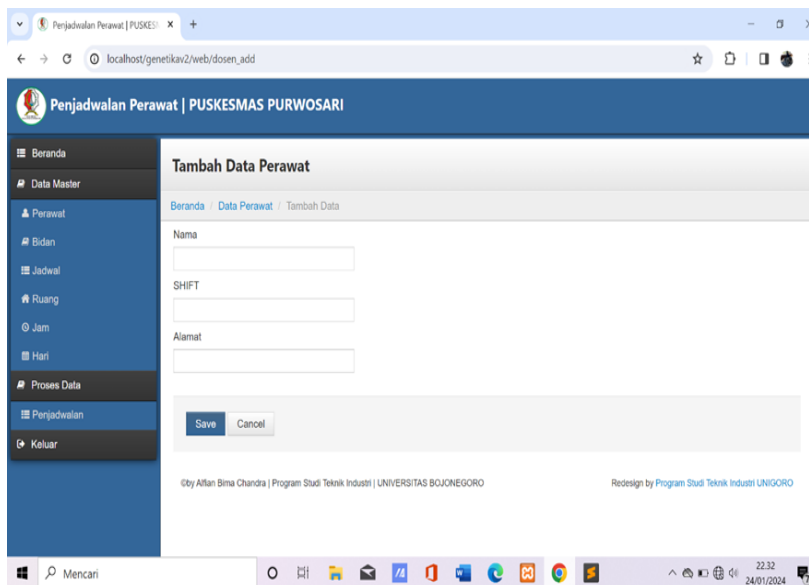 Penjadwalan Perawat | PUSKESM
localhost/genetikav2/web/dosen_add
Penjadwalan Perawat | PUSKESMAS PURWOSARI
Beranda
Data Master
Perawat
Bidan
Jadwal
Ruang
Jam
Hari
Proses Data
Penjadwalan
Keluar
Tambah Data Perawat
Beranda / Data Perawat / Tambah Data
Nama
SHIFT
Alamat
Save Cancel
©by Alfian Bima Chandra | Program Studi Teknik Industri | UNIVERSITAS BOJONEGORO
Redesign by Program Studi Teknik Industri UNIGORO
Mencari
22.32
24/01/2024